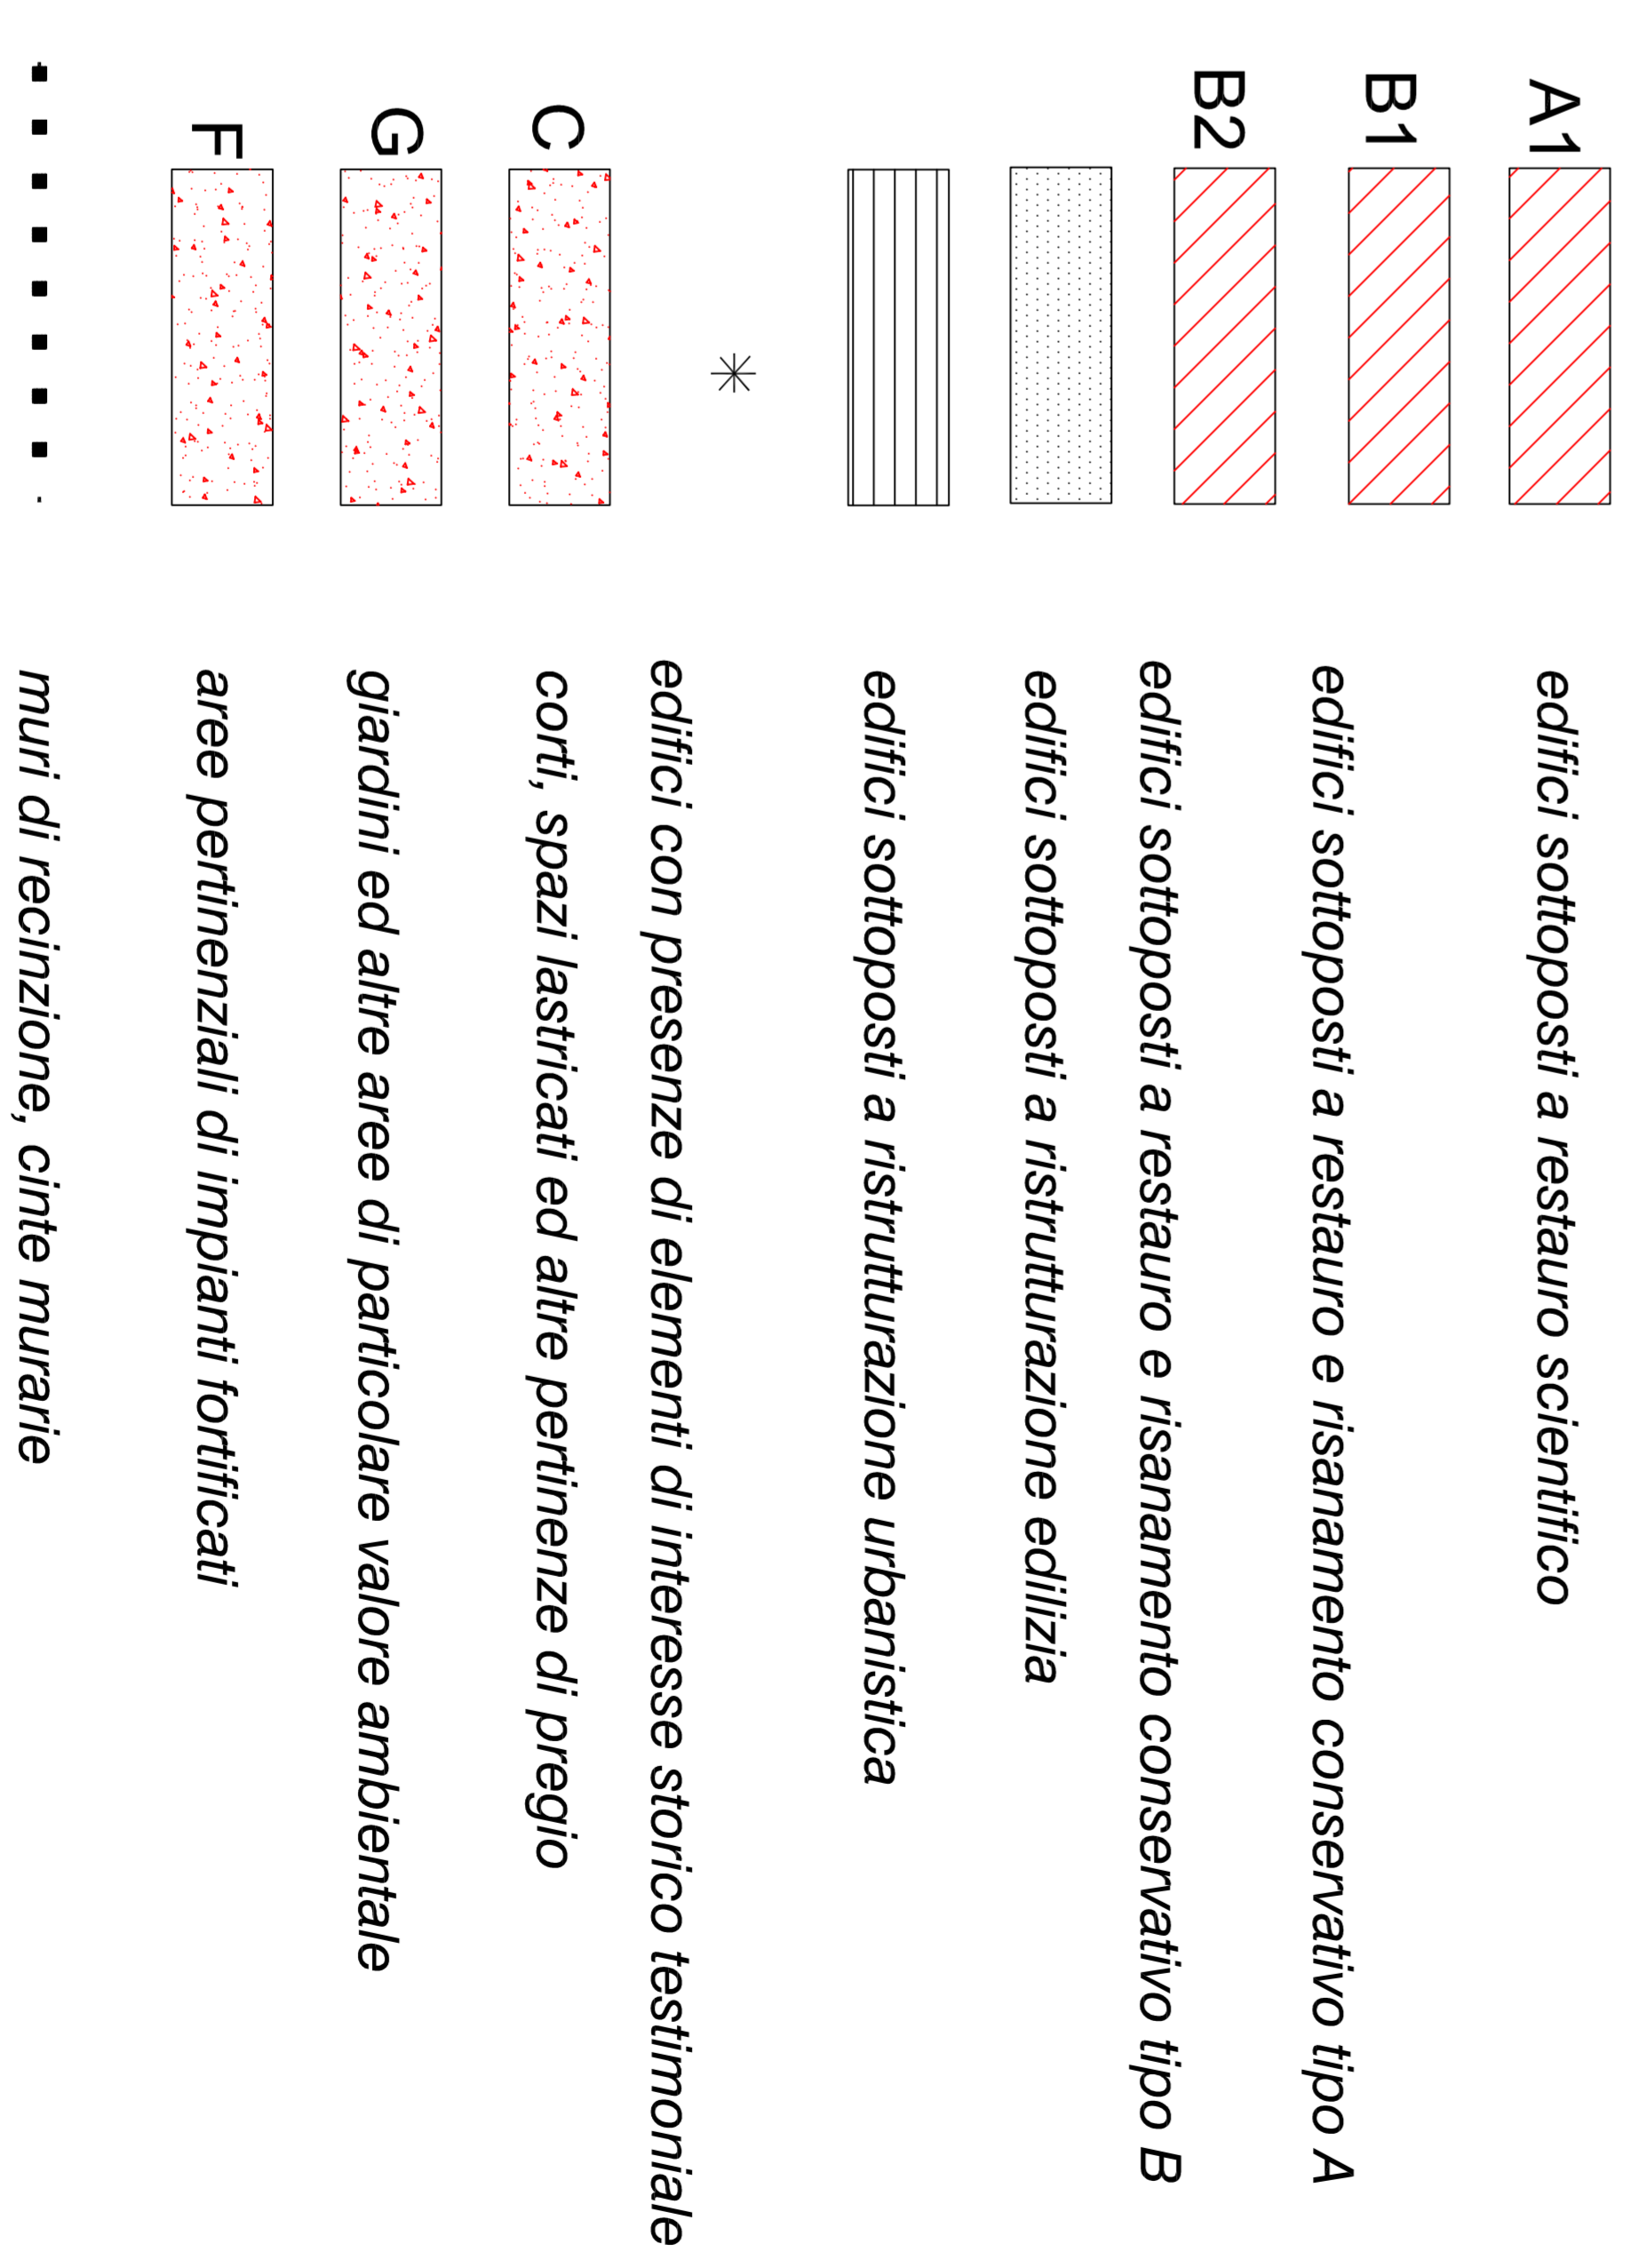 A1 edifici sottoposti a restauro scientifico
B1 edifici sottoposti a restauro e risanamento conservativo tipo A
B2 edifici sottoposti a restauro e risanamento conservativo tipo B
edifici sottoposti a ristrutturazione edilizia
edifici sottoposti a ristrutturazione urbanistica
edifici con presenze di elementi di interesse storico testimoniale
C corti, spazi lastricati ed altre pertinenze di pregio
G giardini ed altre aree di particolare valore ambientale
F aree pertinenziali di impianti fortificati
muri di recinzione, cinte murarie